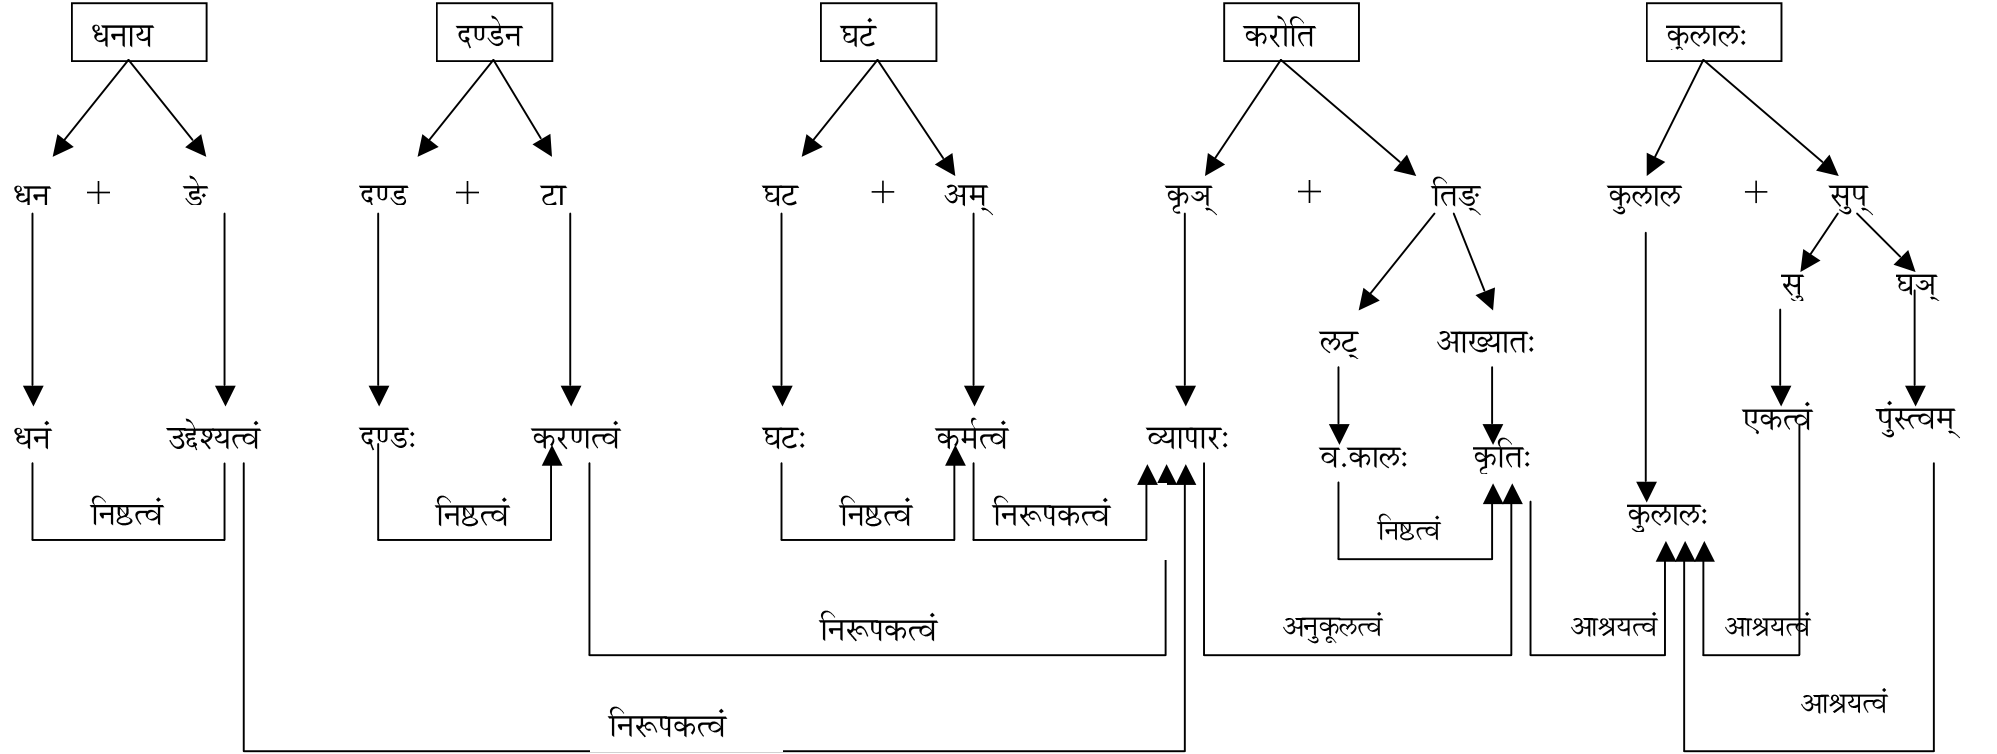 धनाय दण्डेन घटं करोति कुलालः
धन + ङे दण्ड + टा घट + अम् कृञ् + तिङ् कुलाल + सुप्
सु घञ्
लट् आख्यातः
एकत्वं पुंस्त्वम्
धनं उद्देश्यत्वं दण्डः करणत्वं घटः कर्मत्वं व्यापारः
व.कालः कृतिः
निष्ठत्वं निष्ठत्वं निष्ठत्वं निरूपकत्वं निष्ठत्वं कुलालः
निरूपकत्वं अनुकूलत्वं आश्रयत्वं आश्रयत्वं
आश्रयत्वं
निरूपकत्वं